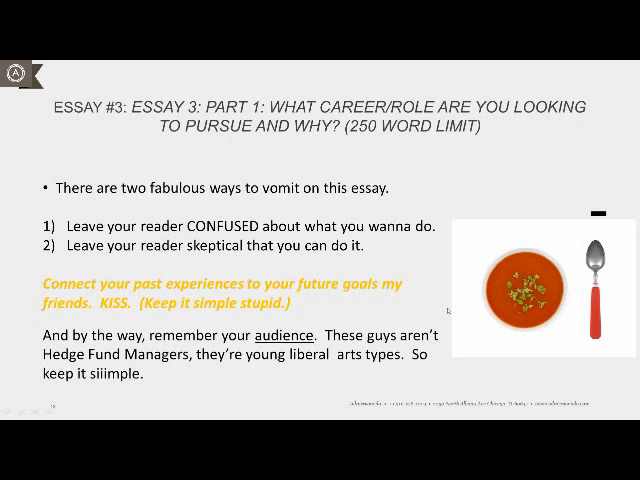 A
ESSAY #3: ESSAY 3: PART 1: WHAT CAREER/ROLE ARE YOU LOOKING
TO PURSUE AND WHY? (250 WORD LIMIT)
• There are two fabulous ways to vomit on this essay.
1) Leave your reader CONFUSED about what you wanna do.
2) Leave your reader skeptical that you can do it.
Connect your past experiences to your future goals my
friends. KISS. (Keep it simple stupid.)
And by the way, remember your audience. These guys aren't
Hedge Fund Managers, they're young liberal arts types. So
keep it siiimple.